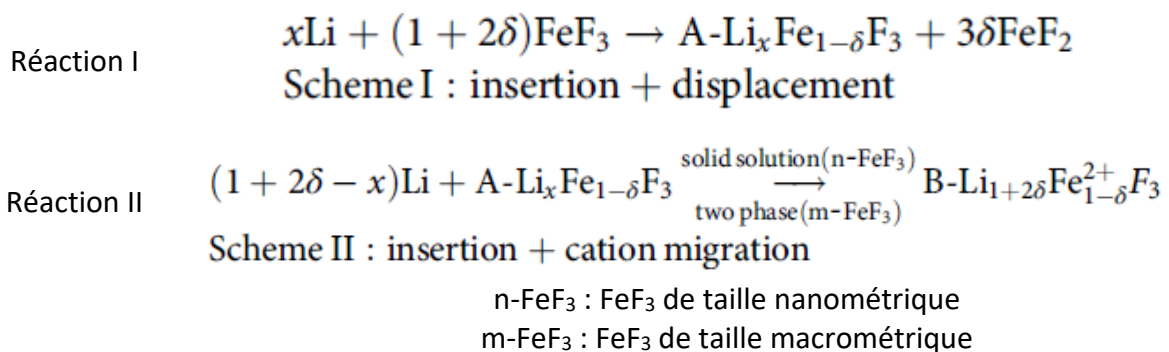 Réaction I
xLi + (1 + 2δ)FeF₃ → A-LiₓFe₁₋δF₃ + 3δFeF₂
Scheme I : insertion + displacement
Réaction II
(1 + 2δ − x)Li + A-LiₓFe₁₋δF₃ solid solution(n-FeF₃) ⟶ two phase(m-FeF₃) B-Li₁₊₂δFe²⁺₁₋δF₃
Scheme II : insertion + cation migration
n-FeF₃ : FeF₃ de taille nanométrique
m-FeF₃ : FeF₃ de taille macrométrique